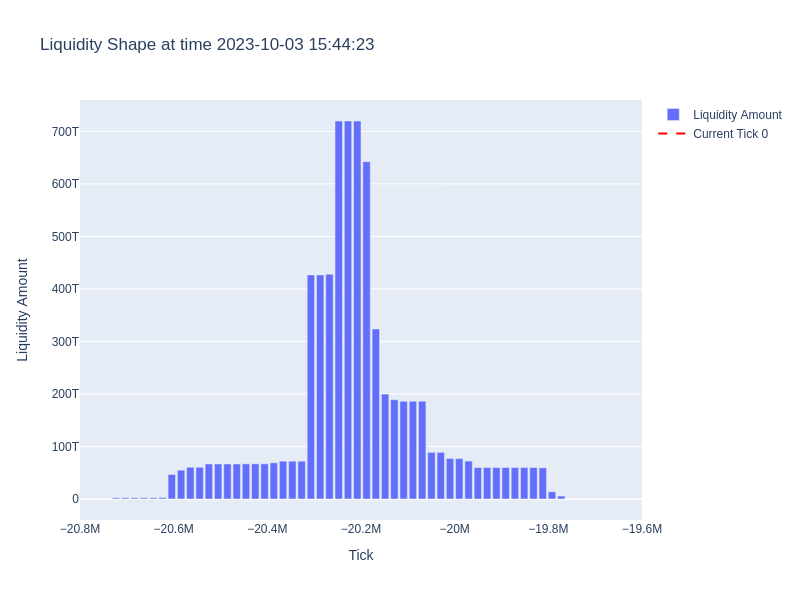 Liquidity Shape at time 2023-10-03 15:44:23
Liquidity Amount
Current Tick 0
700T
600T
500T
400T
300T
200T
100T
0
Liquidity Amount
−20.8M
−20.6M
−20.4M
−20.2M
−20M
−19.8M
−19.6M
Tick